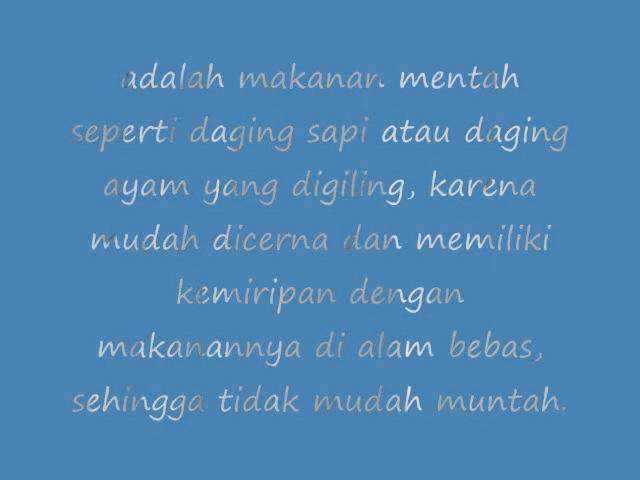 adalah makanan mentah
seperti daging sapi atau daging
ayam yang digiling, karena
mudah dicerna dan memiliki
kemiripan dengan
makanannya di alam bebas,
sehingga tidak mudah muntah.